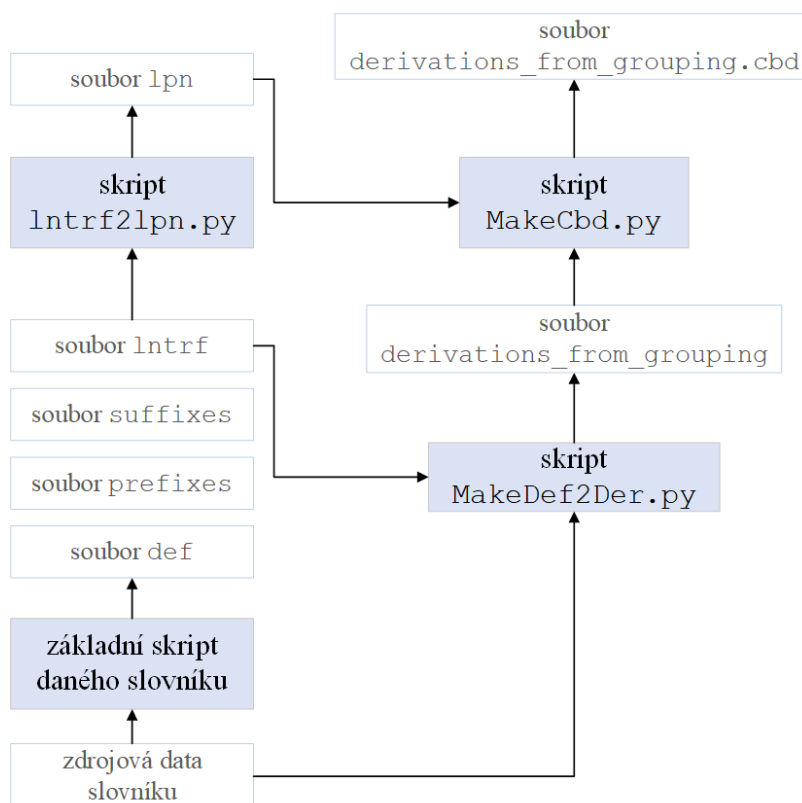 soubor
derivations_from_grouping.cbd
soubor lpn
skript
lntrf2lpn.py
skript
MakeCbd.py
soubor lntrf
soubor
derivations_from_grouping
soubor suffixes
soubor prefixes
skript
MakeDef2Der.py
soubor def
základní skript
daného slovníku
zdrojová data
slovníku